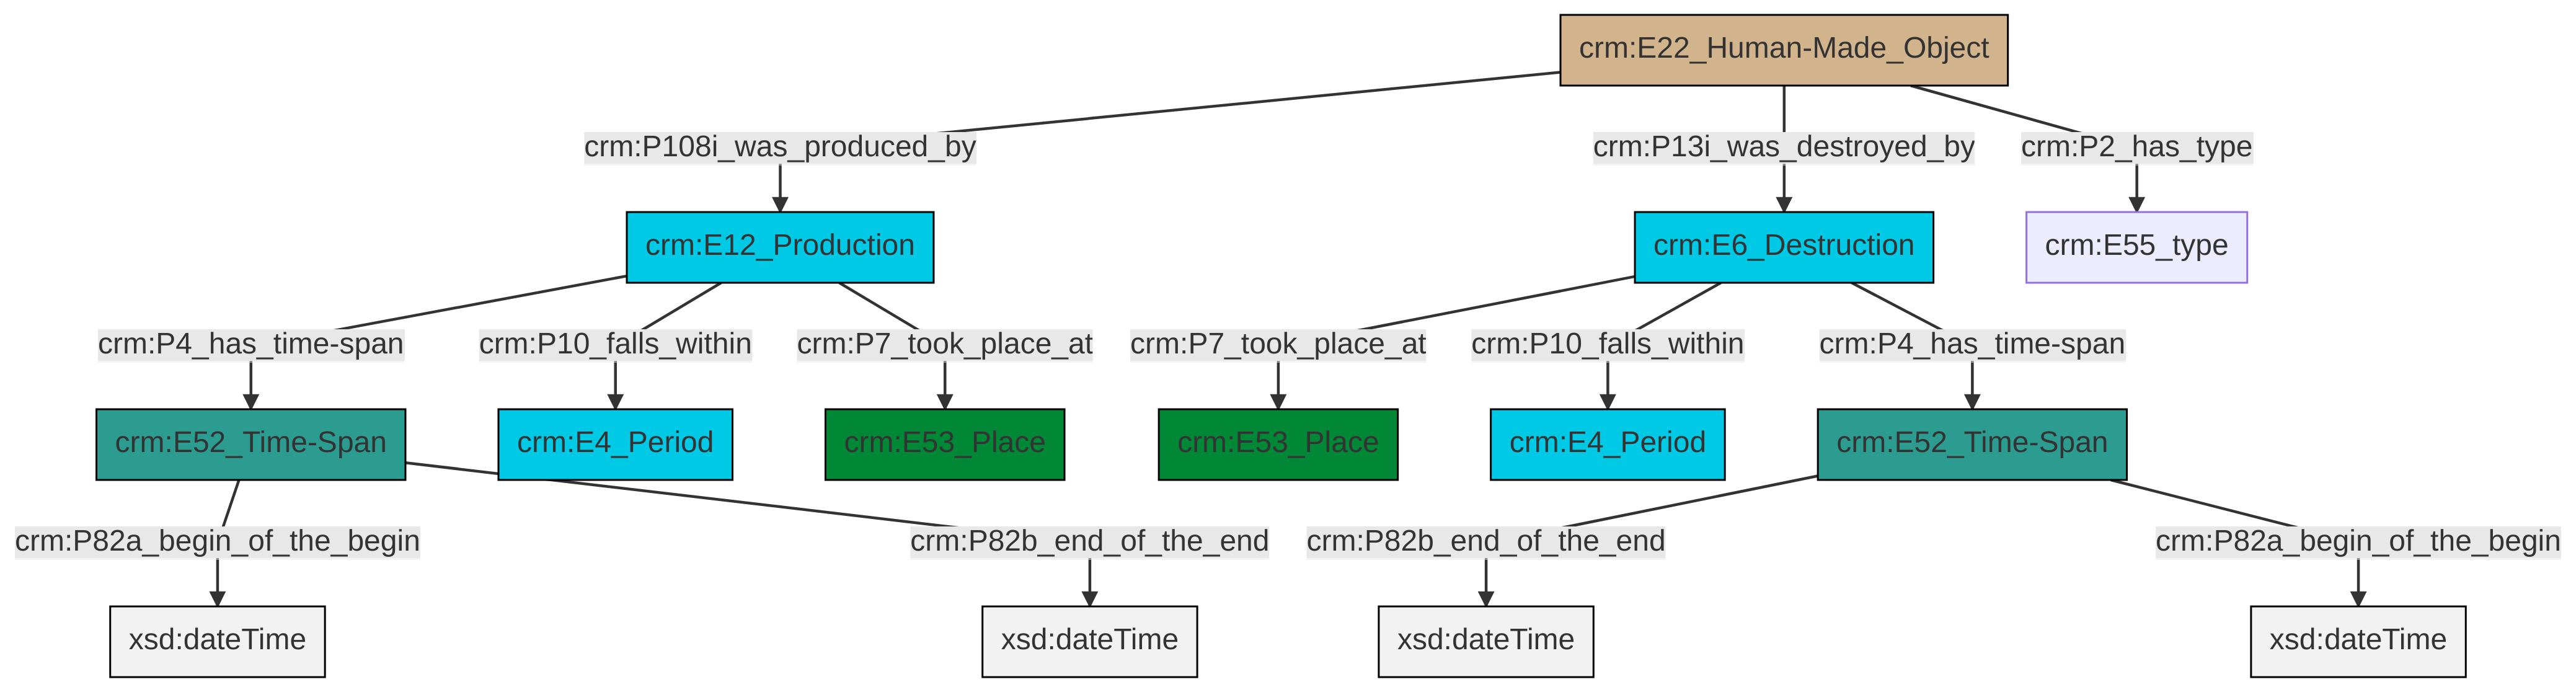 crm:E22_Human-Made_Object
crm:P108i_was_produced_by
crm:P13i_was_destroyed_by
crm:P2_has_type
crm:E12_Production
crm:E6_Destruction
crm:E55_type
crm:P4_has_time-span
crm:P10_falls_within
crm:P7_took_place_at
crm:P7_took_place_at
crm:P10_falls_within
crm:P4_has_time-span
crm:E52_Time-Span
crm:E4_Period
crm:E53_Place
crm:E53_Place
crm:E4_Period
crm:E52_Time-Span
crm:P82a_begin_of_the_begin
crm:P82b_end_of_the_end
crm:P82b_end_of_the_end
crm:P82a_begin_of_the_begin
xsd:dateTime
xsd:dateTime
xsd:dateTime
xsd:dateTime